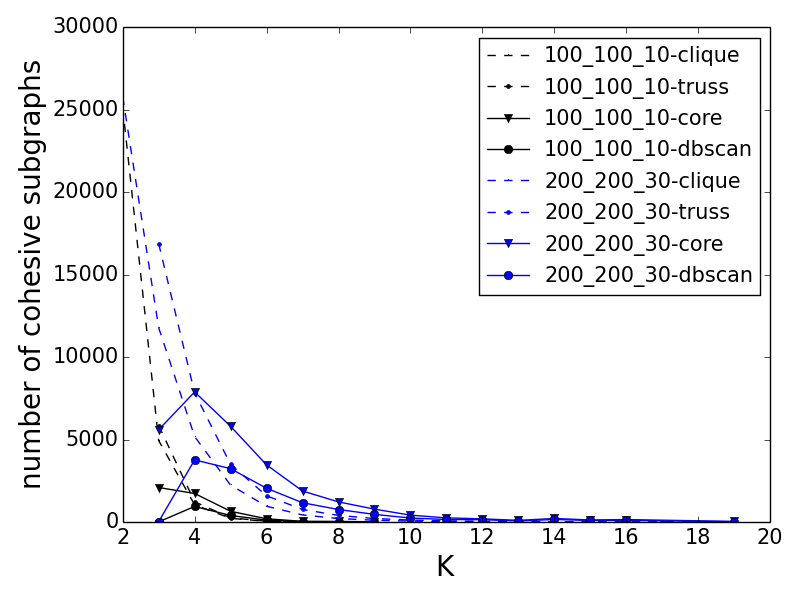 30000
25000
20000
15000
10000
5000
0
number of cohesive subgraphs
2 4 6 8 10 12 14 16 18 20
K
100_100_10-clique
100_100_10-truss
100_100_10-core
100_100_10-dbscan
200_200_30-clique
200_200_30-truss
200_200_30-core
200_200_30-dbscan